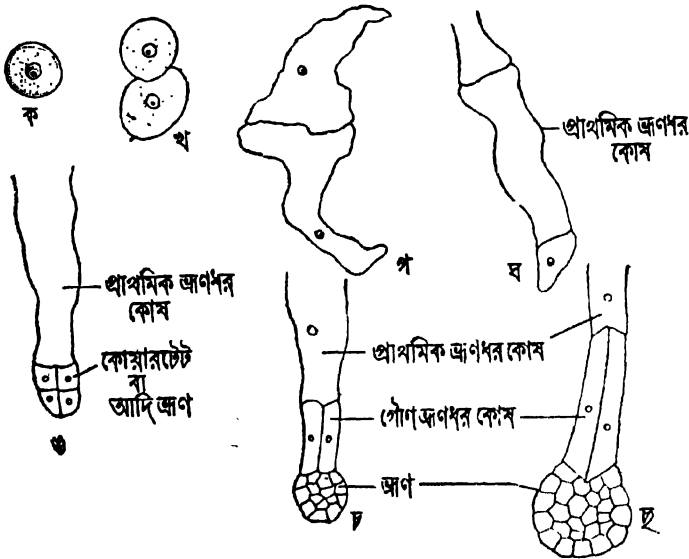 ক
খ
গ
ঘ
প্রাথমিক ভ্রূণধর
কোষ
প্রাথমিক ভ্রূণধর
কোষ
কোয়ারটেট
বা
আদি ভ্রূণ
ঙ
প্রাথমিক ভ্রূণধর কোষ
গৌণ ভ্রূণধর কোষ
ভ্রূণ
চ
ছ